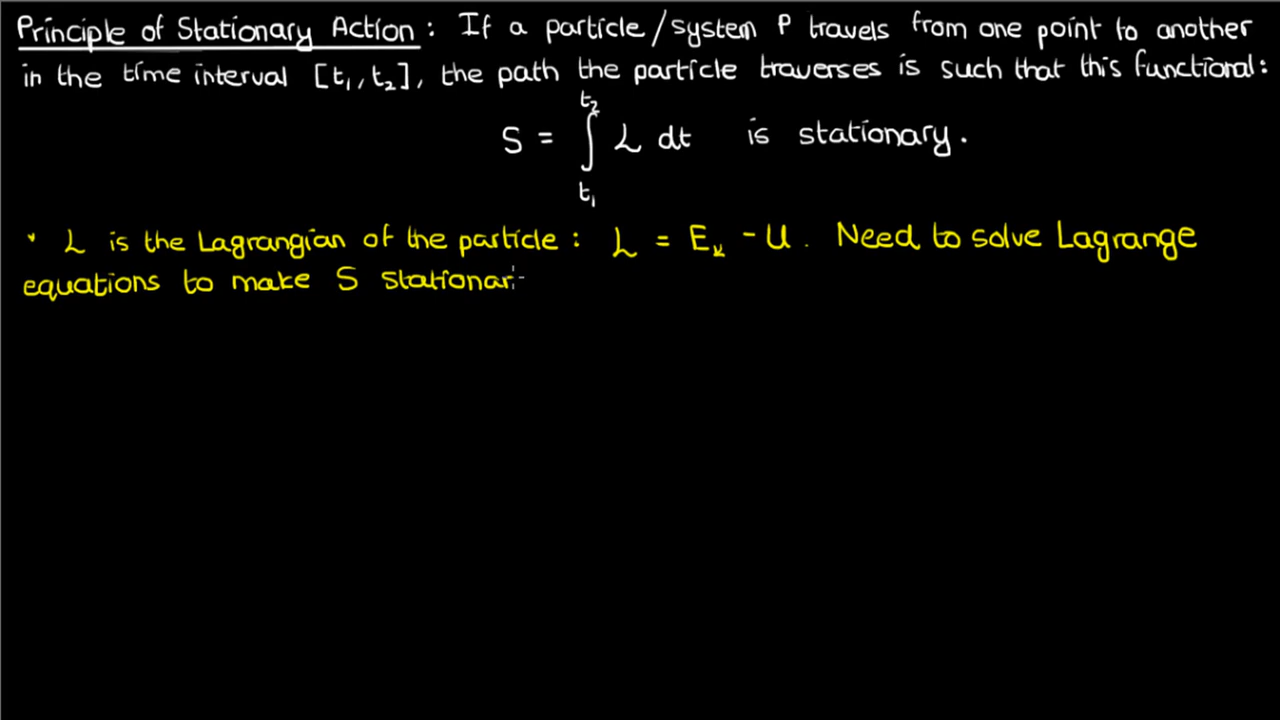 Principle of Stationary Action : If a particle/system P travels from one point to another
in the time interval [t₁, t₂], the path the particle traverses is such that this functional:
S = ∫ₜ₁ᵗ² L dt is stationary.
• L is the Lagrangian of the particle : L = Eₖ - U. Need to solve Lagrange
equations to make S stationar